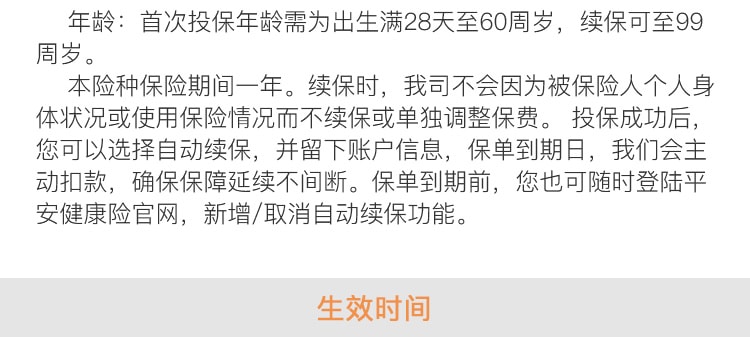 年龄：首次投保年龄需为出生满28天至60周岁，续保可至99
周岁。
本险种保险期间一年。续保时，我司不会因为被保险人个人身
体状况或使用保险情况而不续保或单独调整保费。 投保成功后，
您可以选择自动续保，并留下账户信息，保单到期日，我们会主
动扣款，确保保障延续不间断。保单到期前，您也可随时登陆平
安健康险官网，新增/取消自动续保功能。
生效时间